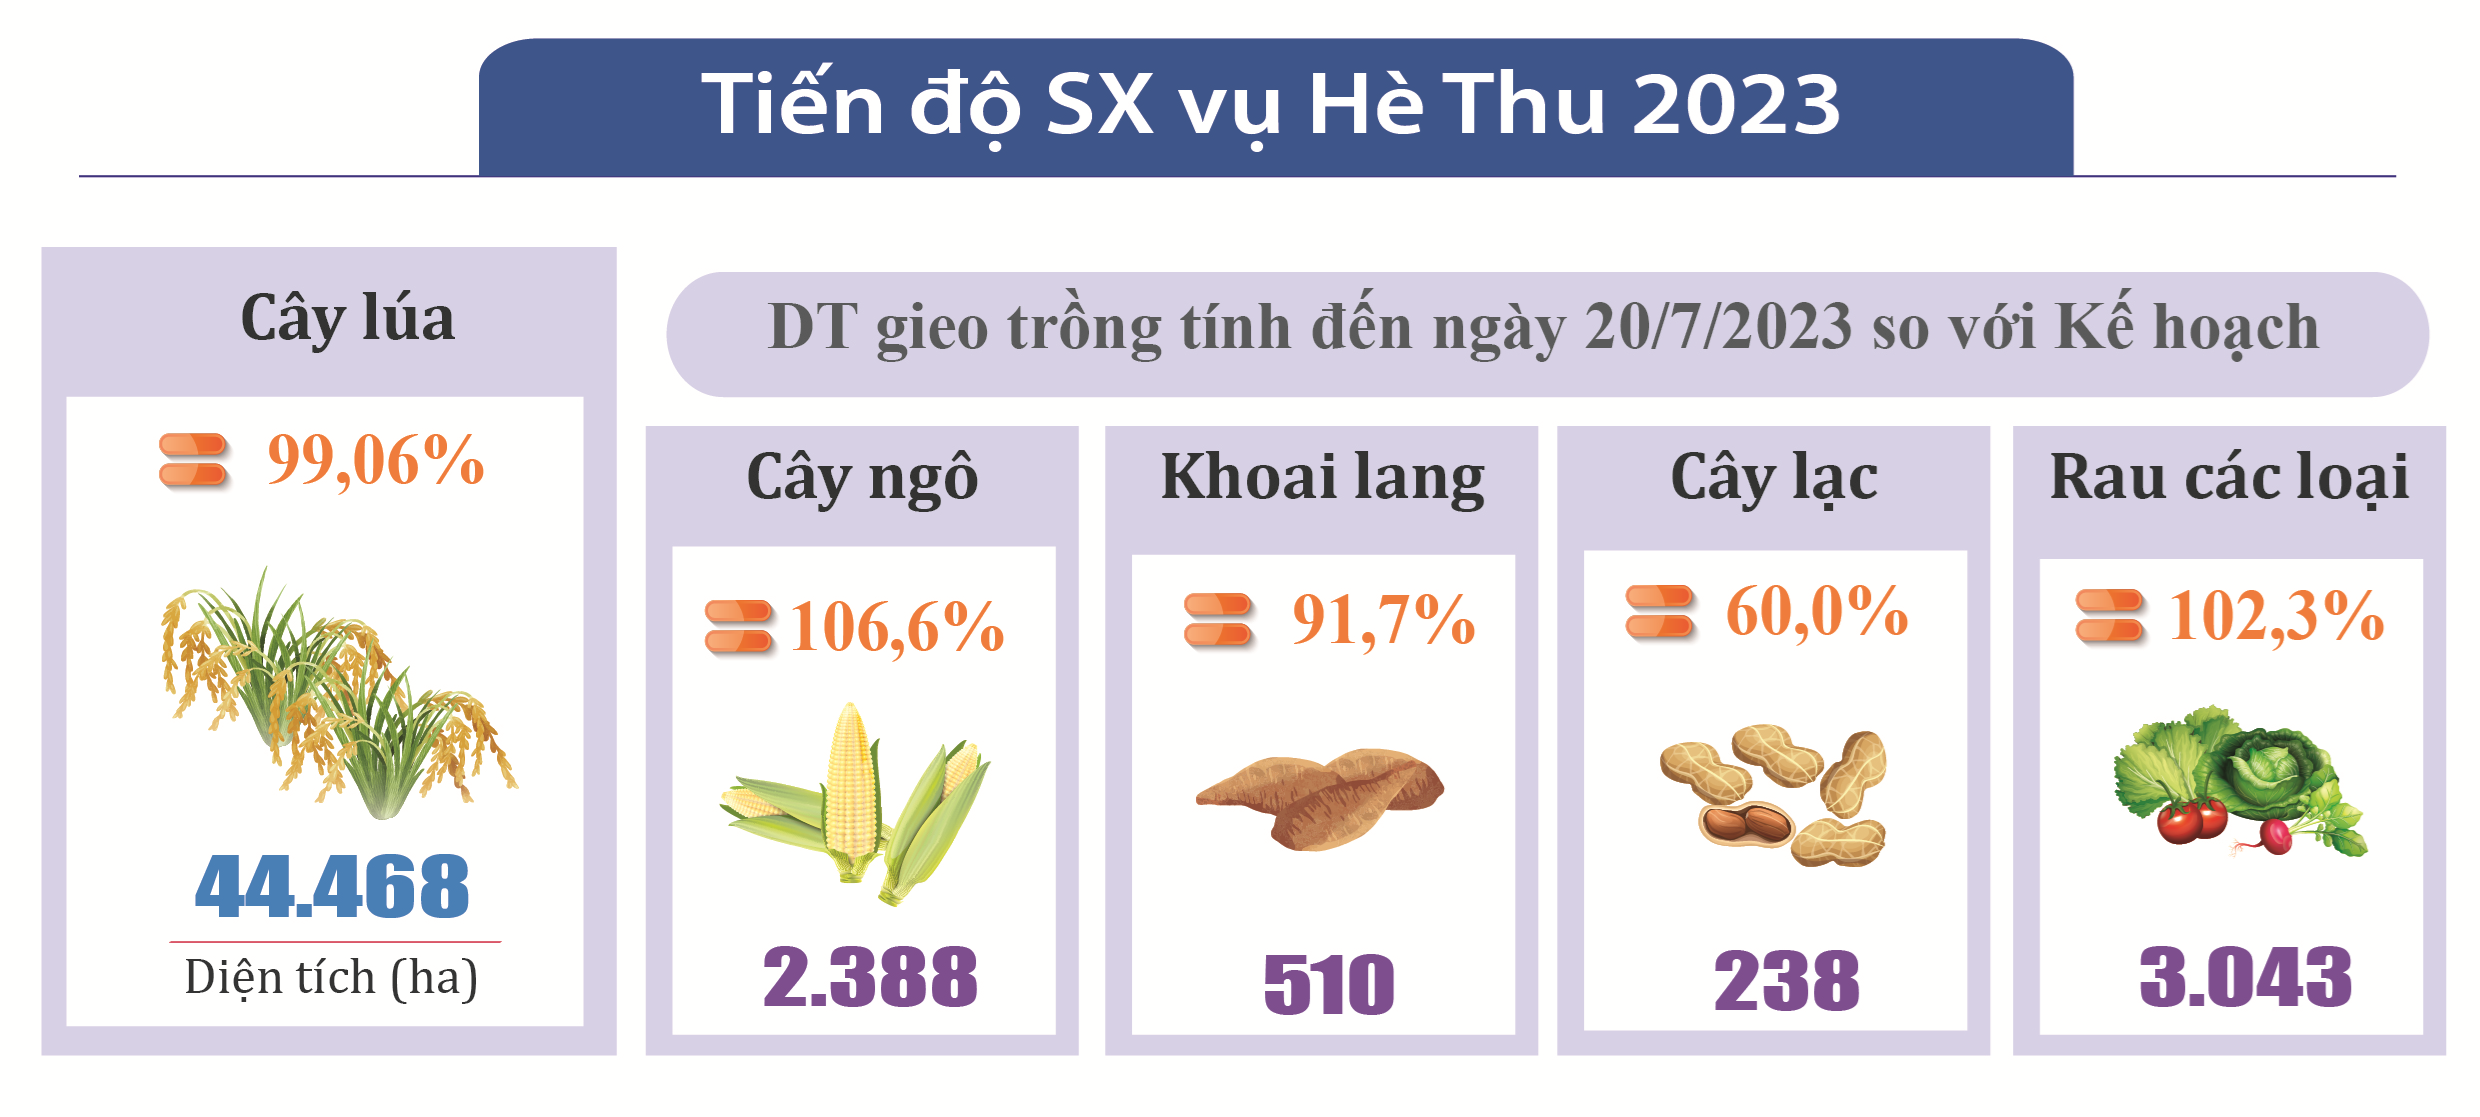 Tiến độ SX vụ Hè Thu 2023
Cây lúa
99,06%
44.468
Diện tích (ha)
DT gieo trồng tính đến ngày 20/7/2023 so với Kế hoạch
Cây ngô
106,6%
2.388
Khoai lang
91,7%
510
Cây lạc
60,0%
238
Rau các loại
102,3%
3.043